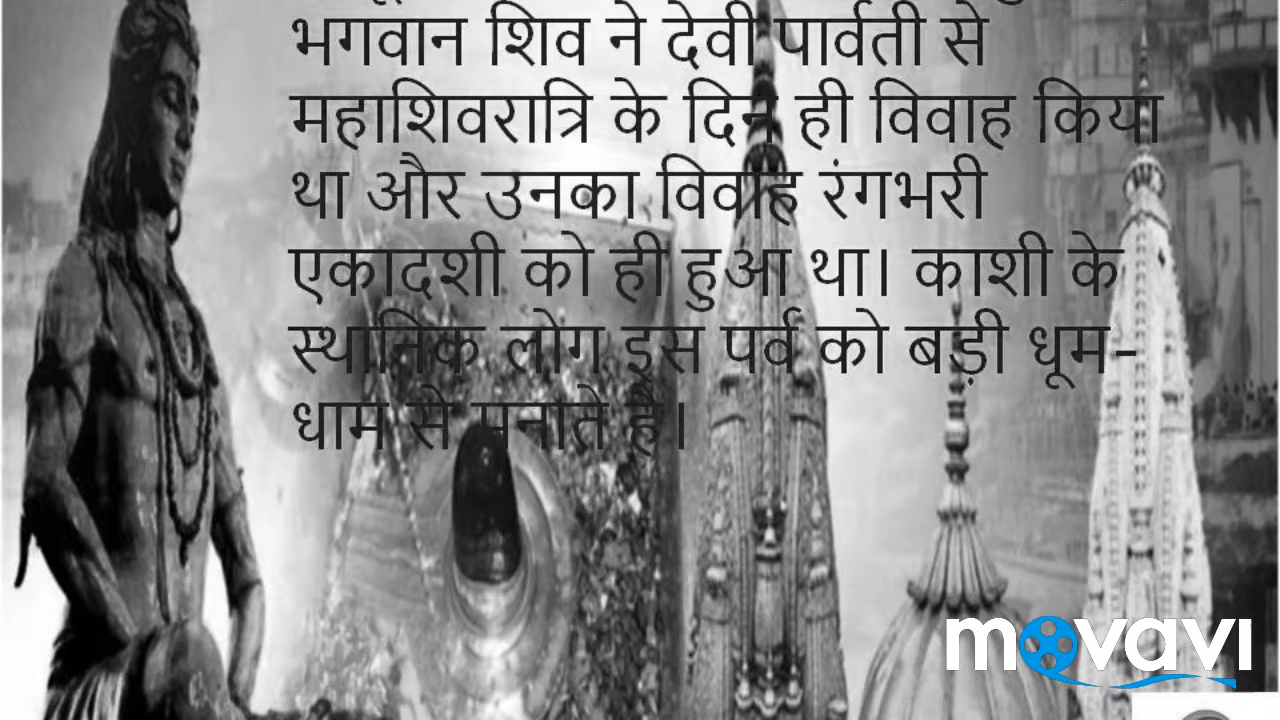 भगवान शिव ने देवी पार्वती से
महाशिवरात्रि के दिन ही विवाह किया
था और उनका विवाह रंगभरी
एकादशी को ही हुआ था। काशी के
स्थानिक लोग इस पर्व को बड़ी धूम-
धाम से मनाते है।
movavi